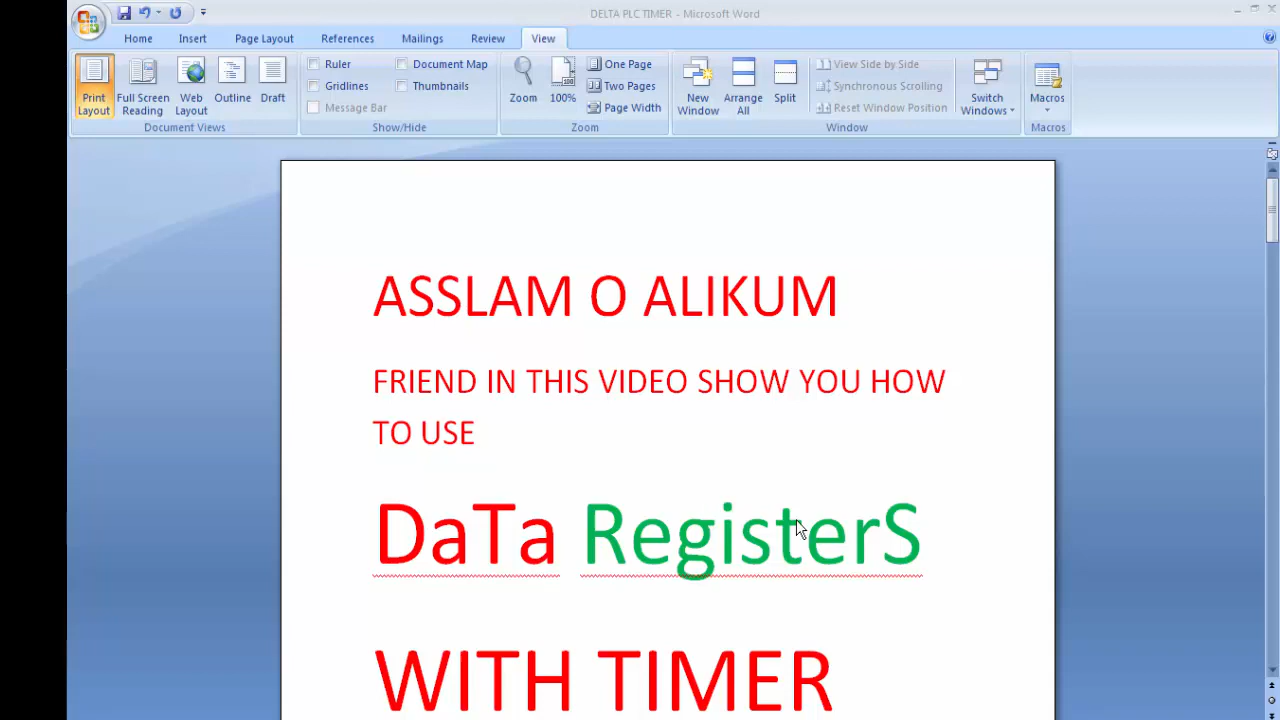 DELTA PLC TIMER - Microsoft Word
Home Insert Page Layout References Mailings Review View
Print Layout
Full Screen Reading
Web Layout
Outline
Draft
Document Views
Ruler
Gridlines
Message Bar
Document Map
Thumbnails
Show/Hide
Zoom
100%
One Page
Two Pages
Page Width
Zoom
New Window
Arrange All
Split
View Side by Side
Synchronous Scrolling
Reset Window Position
Switch Windows
Window
Macros
Macros
ASSLAM O ALIKUM
FRIEND IN THIS VIDEO SHOW YOU HOW
TO USE
DaTa RegisterS
WITH TIMER